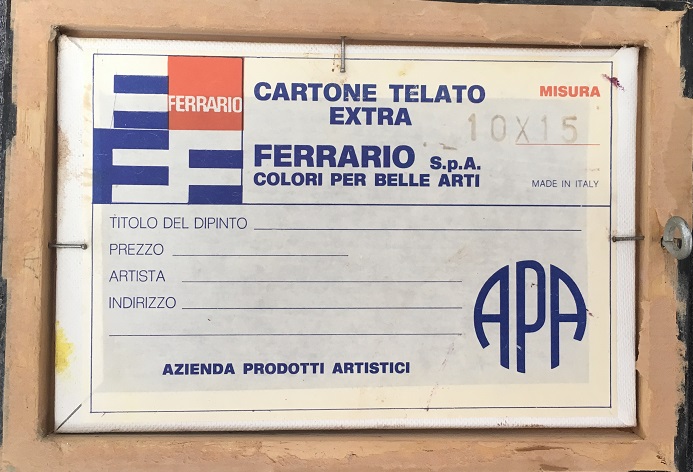 FERRARIO
CARTONE TELATO
EXTRA
MISURA
10X15
FERRARIO S.p.A.
COLORI PER BELLE ARTI
MADE IN ITALY
TITOLO DEL DIPINTO
PREZZO
ARTISTA
INDIRIZZO
APA
AZIENDA PRODOTTI ARTISTICI